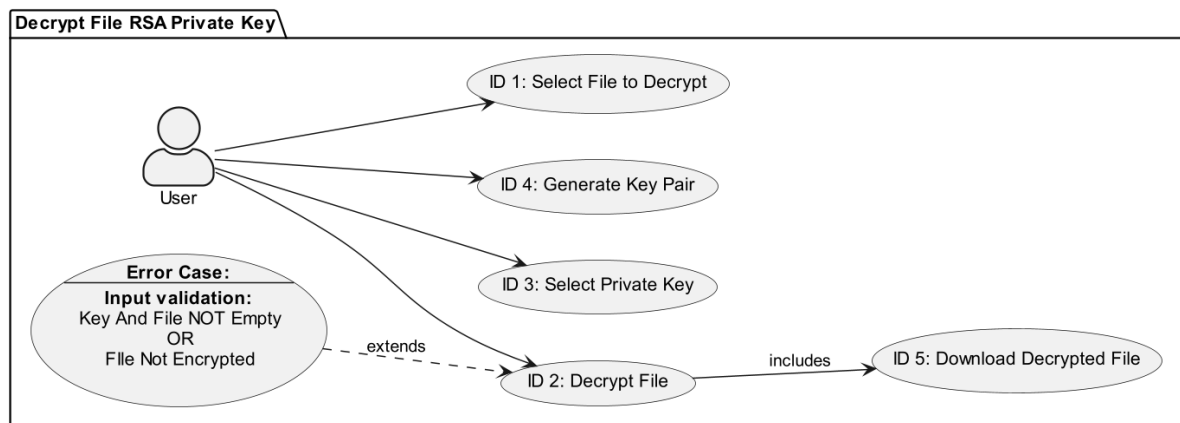 Decrypt File RSA Private Key
ID 1: Select File to Decrypt
User
ID 4: Generate Key Pair
ID 3: Select Private Key
Error Case:
Input validation:
Key And File NOT Empty
OR
FIle Not Encrypted
extends
ID 2: Decrypt File
includes
ID 5: Download Decrypted File